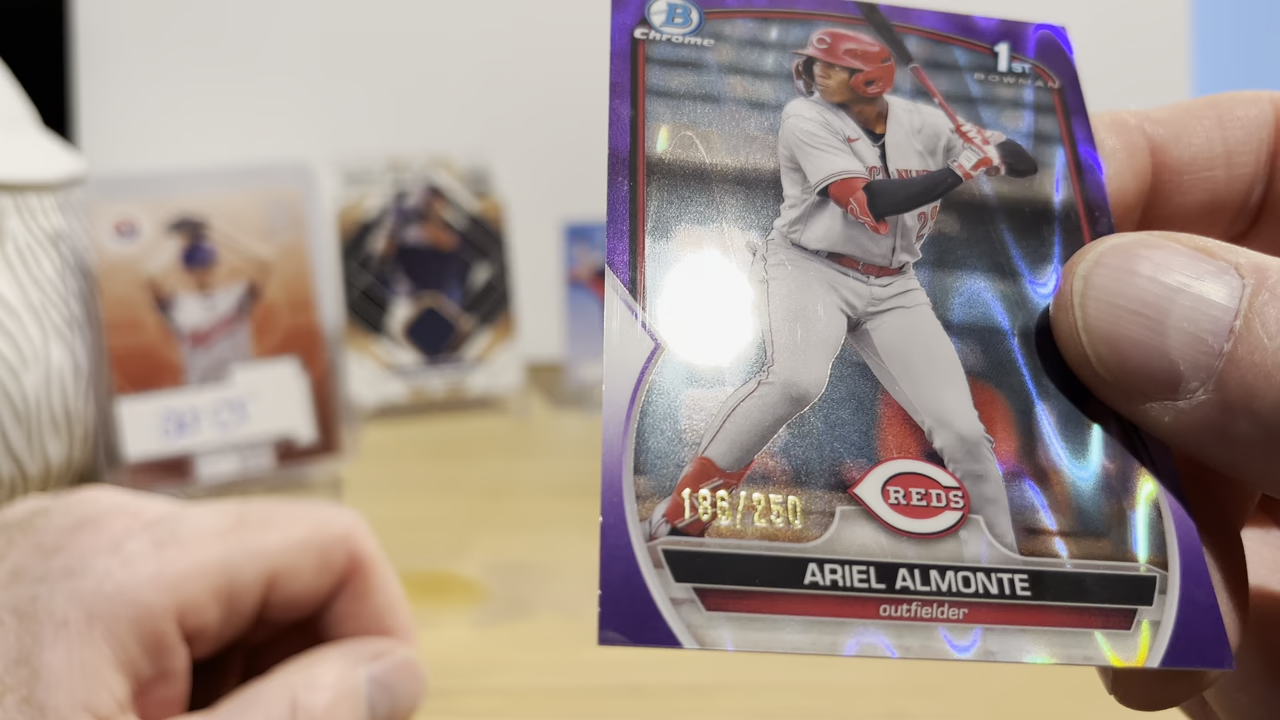 B
Chrome
1ST
BOWMAN
C
186/250
REDS
ARIEL ALMONTE
outfielder